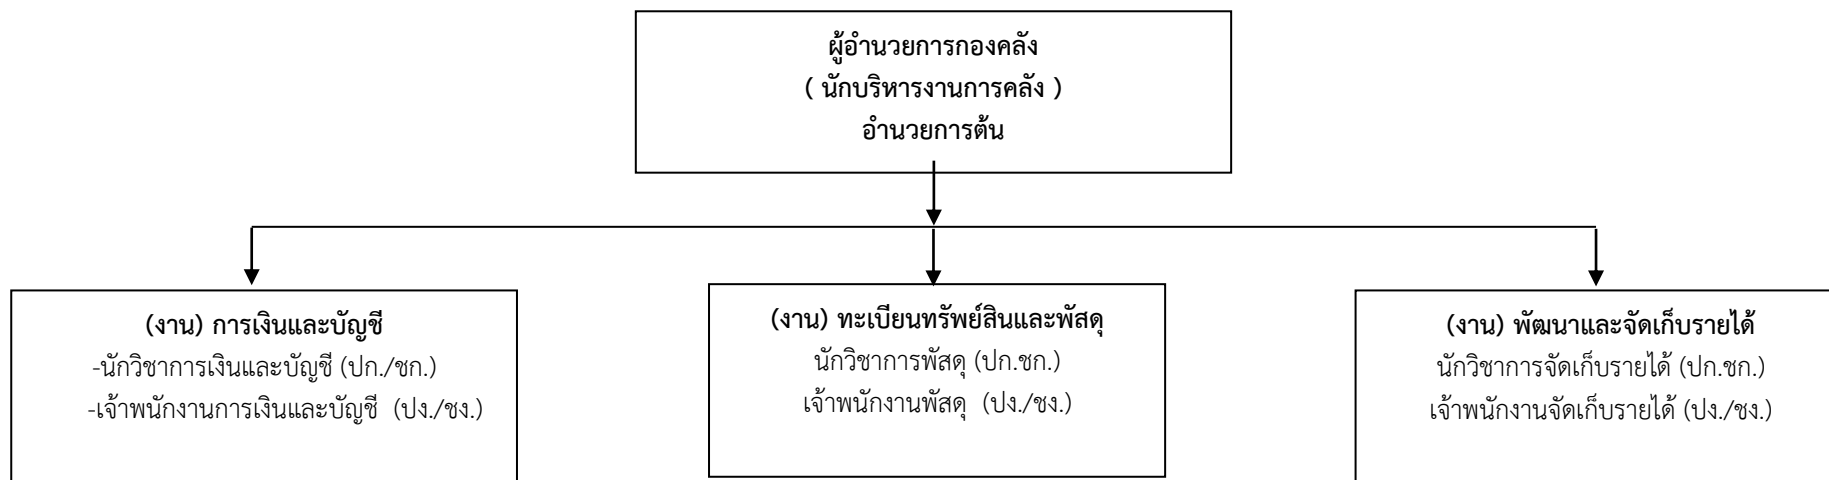 ผู้อำนวยการกองคลัง
( นักบริหารงานการคลัง )
อำนวยการต้น
(งาน) การเงินและบัญชี
-นักวิชาการเงินและบัญชี (ปก./ชก.)
-เจ้าพนักงานการเงินและบัญชี (ปง./ชง.)
(งาน) ทะเบียนทรัพย์สินและพัสดุ
นักวิชาการพัสดุ (ปก.ชก.)
เจ้าพนักงานพัสดุ (ปง./ชง.)
(งาน) พัฒนาและจัดเก็บรายได้
นักวิชาการจัดเก็บรายได้ (ปก.ชก.)
เจ้าพนักงานจัดเก็บรายได้ (ปง./ชง.)